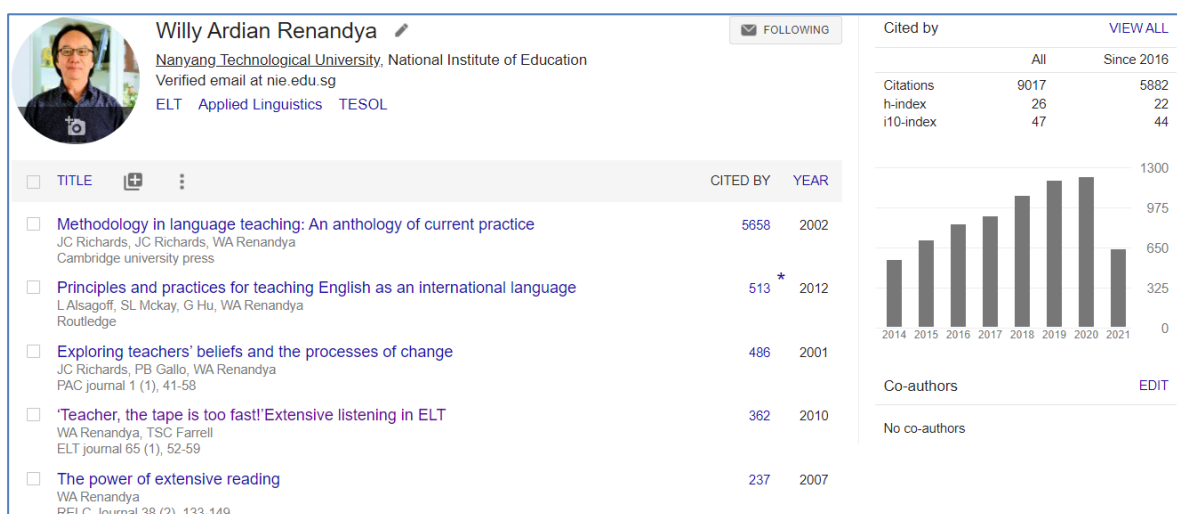 Willy Ardian Renandya
FOLLOWING
Nanyang Technological University, National Institute of Education
Verified email at nie.edu.sg
ELT Applied Linguistics TESOL
TITLE CITED BY YEAR
Methodology in language teaching: An anthology of current practice 5658 2002
JC Richards, JC Richards, WA Renandya
Cambridge university press
Principles and practices for teaching English as an international language 513 * 2012
L Alsagoff, SL Mckay, G Hu, WA Renandya
Routledge
Exploring teachers' beliefs and the processes of change 486 2001
JC Richards, PB Gallo, WA Renandya
PAC journal 1 (1), 41-58
'Teacher, the tape is too fast!'Extensive listening in ELT 362 2010
WA Renandya, TSC Farrell
ELT journal 65 (1), 52-59
The power of extensive reading 237 2007
WA Renandya
RELC Journal 38 (2), 133-149
Cited by VIEW ALL
All Since 2016
Citations 9017 5882
h-index 26 22
i10-index 47 44
1300
975
650
325
0
2014 2015 2016 2017 2018 2019 2020 2021
Co-authors EDIT
No co-authors